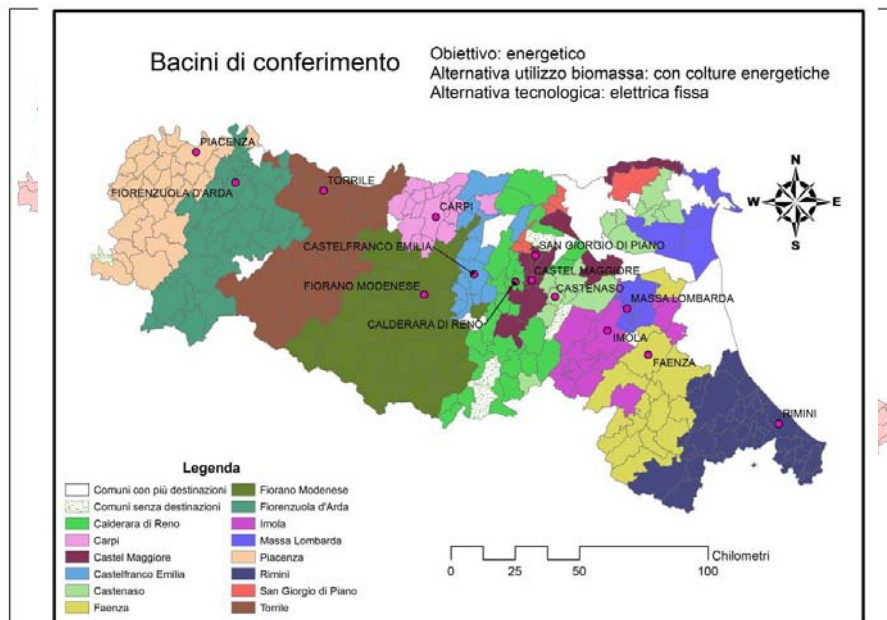 Bacini di conferimento
Obiettivo: energetico
Alternativa utilizzo biomassa: con colture energetiche
Alternativa tecnologica: elettrica fissa
N
W E
S
PIACENZA
FIORENZUOLA D'ARDA
TORRILE
CARPI
CASTELFRANCO EMILIA
SAN GIORGIO DI PIANO
CASTEL MAGGIORE
FIORANO MODENESE
CASTENASO
MASSA LOMBARDA
CALDERARA DI RENO
IMOLA
FAENZA
RIMINI
Legenda
Comuni con più destinazioni
Comuni senza destinazioni
Calderara di Reno
Carpi
Castel Maggiore
Castelfranco Emilia
Castenaso
Faenza
Fiorano Modenese
Fiorenzuola d'Arda
Imola
Massa Lombarda
Piacenza
Rimini
San Giorgio di Piano
Torrile
Chilometri
0 25 50 100